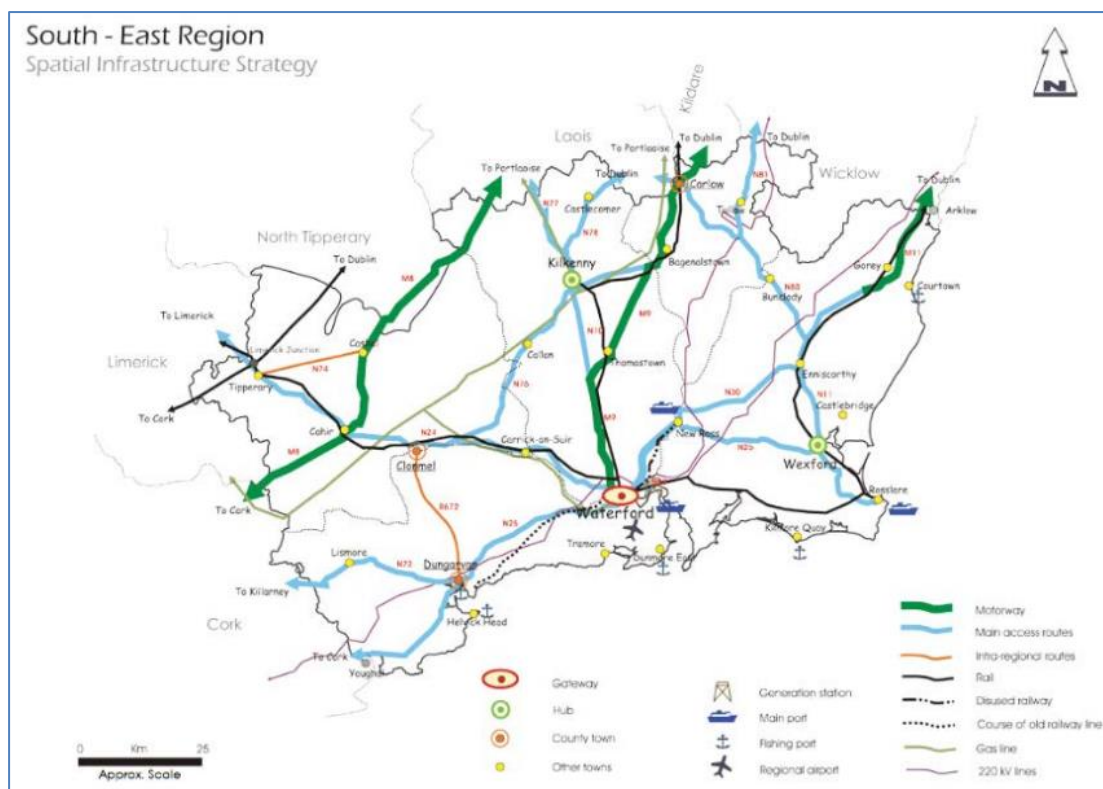 South - East Region
Spatial Infrastructure Strategy
N
Kildare
Laois
Wicklow
North Tipperary
Limerick
Cork
To Portlaoise
To Dublin
To Portlaoise
To Dublin
To Dublin
To Dublin
N77
Castlecomer
N78
Carlow
N81
Tullow
Arklow
M11
Gorey
Courtown
To Dublin
M8
Kilkenny
Bagenalstown
N80
Bunclody
To Limerick
Limerick Junction
Cashel
N74
Tipperary
N10
M9
Thomastown
Callan
N76
Enniscorthy
To Cork
Cahir
N24
Clonmel
Carrick-on-Suir
M9
New Ross
N30
N11
Castlebridge
Wexford
N25
M8
To Cork
Waterford
Rosslare
R672
N25
Kilmore Quay
Tramore
Dunmore East
Lismore
N72
Dungarvan
To Killarney
Helvick Head
To Cork
Youghal
Gateway
Hub
County town
Other towns
Generation station
Main port
Fishing port
Regional airport
Motorway
Main access routes
Intra-regional routes
Rail
Disused railway
Course of old railway line
Gas line
220 kV lines
0 Km 25
Approx. Scale